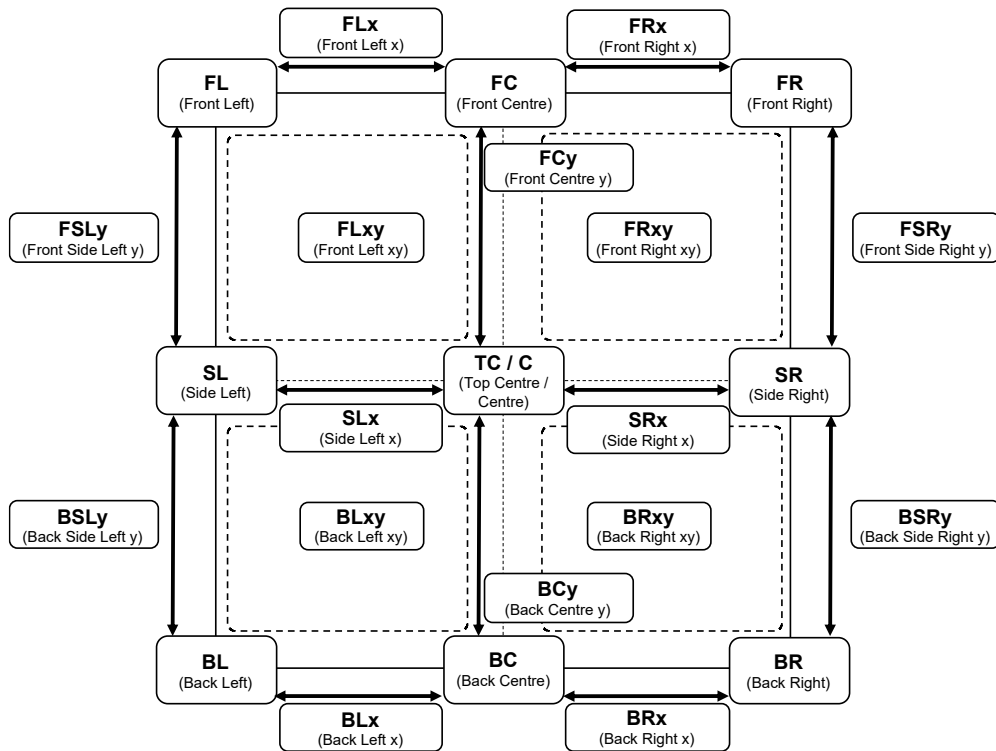 FLx
(Front Left x)
FRx
(Front Right x)
FL
(Front Left)
FC
(Front Centre)
FR
(Front Right)
FCy
(Front Centre y)
FSLy
(Front Side Left y)
FLxy
(Front Left xy)
FRxy
(Front Right xy)
FSRy
(Front Side Right y)
SL
(Side Left)
TC / C
(Top Centre /
Centre)
SR
(Side Right)
SLx
(Side Left x)
SRx
(Side Right x)
BSLy
(Back Side Left y)
BLxy
(Back Left xy)
BRxy
(Back Right xy)
BSRy
(Back Side Right y)
BCy
(Back Centre y)
BL
(Back Left)
BC
(Back Centre)
BR
(Back Right)
BLx
(Back Left x)
BRx
(Back Right x)